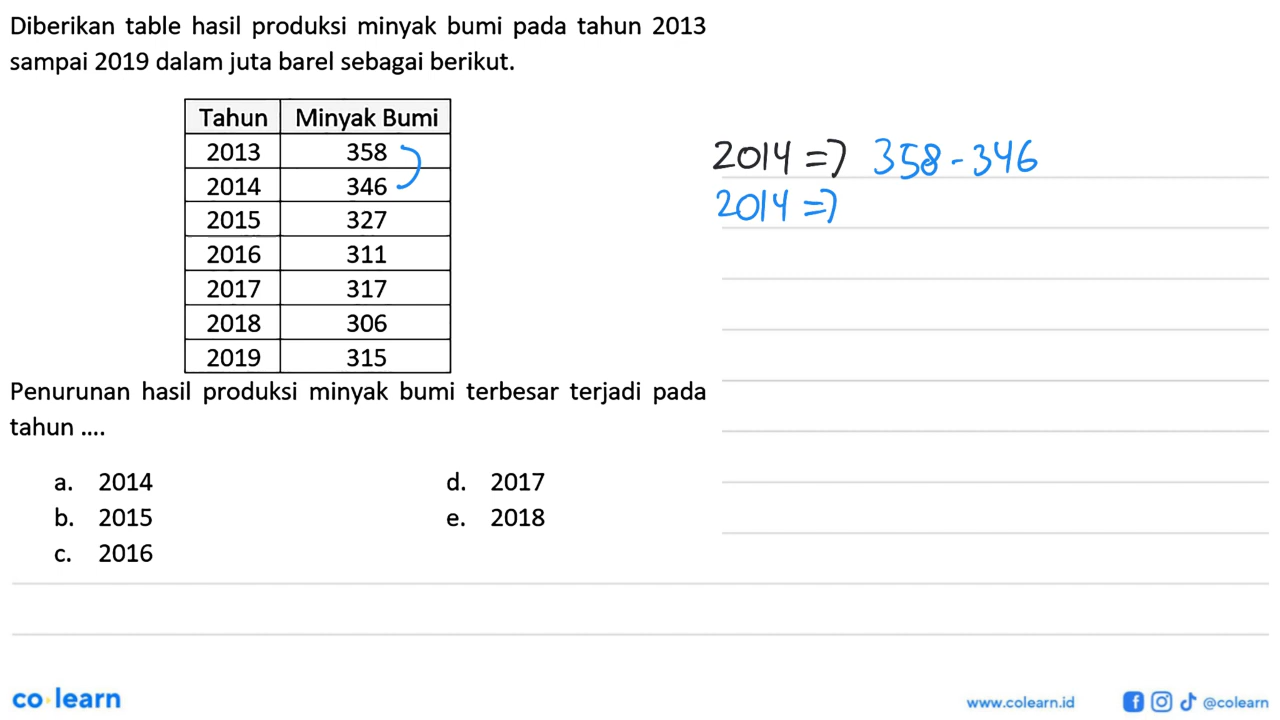 Diberikan table hasil produksi minyak bumi pada tahun 2013
sampai 2019 dalam juta barel sebagai berikut.
Tahun Minyak Bumi
2013 358
2014 346
2015 327
2016 311
2017 317
2018 306
2019 315
Penurunan hasil produksi minyak bumi terbesar terjadi pada
tahun ....
a. 2014
b. 2015
c. 2016
d. 2017
e. 2018
2014 => 358 - 346
2014 =>
co learn
www.colearn.id
@colearn